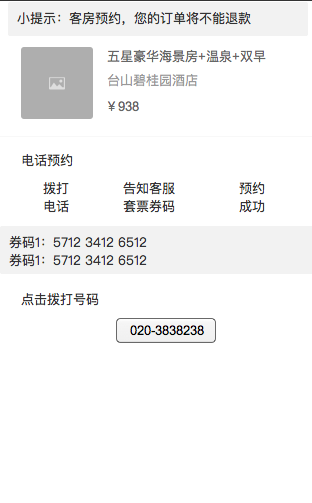 小提示：客房预约，您的订单将不能退款
五星豪华海景房+温泉+双早
台山碧桂园酒店
￥938
电话预约
拨打 告知客服 预约
电话 套票券码 成功
券码1：5712 3412 6512
券码1：5712 3412 6512
点击拨打号码
020-3838238